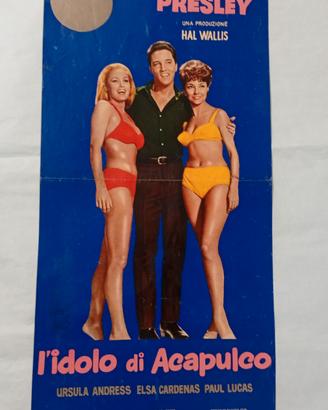 PRESLEY
UNA PRODUZIONE
HAL WALLIS
l'idolo di Acapulco
URSULA ANDRESS ELSA CARDENAS PAUL LUCAS